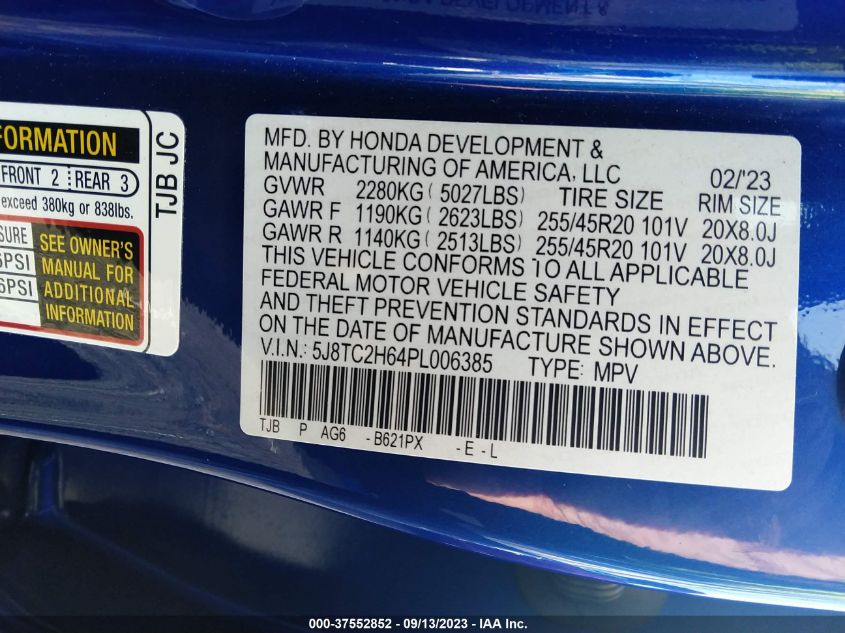 FORMATION
FRONT 2 REAR 3
exceed 380kg or 838lbs.
SEE OWNER'S
MANUAL FOR
ADDITIONAL
INFORMATION
TJB JC
MFD. BY HONDA DEVELOPMENT &
MANUFACTURING OF AMERICA, LLC 02/'23
GVWR 2280KG ( 5027LBS) TIRE SIZE RIM SIZE
GAWR F 1190KG ( 2623LBS) 255/45R20 101V 20X8.0J
GAWR R 1140KG ( 2513LBS) 255/45R20 101V 20X8.0J
THIS VEHICLE CONFORMS TO ALL APPLICABLE
FEDERAL MOTOR VEHICLE SAFETY
AND THEFT PREVENTION STANDARDS IN EFFECT
ON THE DATE OF MANUFACTURE SHOWN ABOVE.
V.I.N.: 5J8TC2H64PL006385 TYPE: MPV
TJB P AG6 -B621PX -E-L
000-37552852 - 09/13/2023 - IAA Inc.